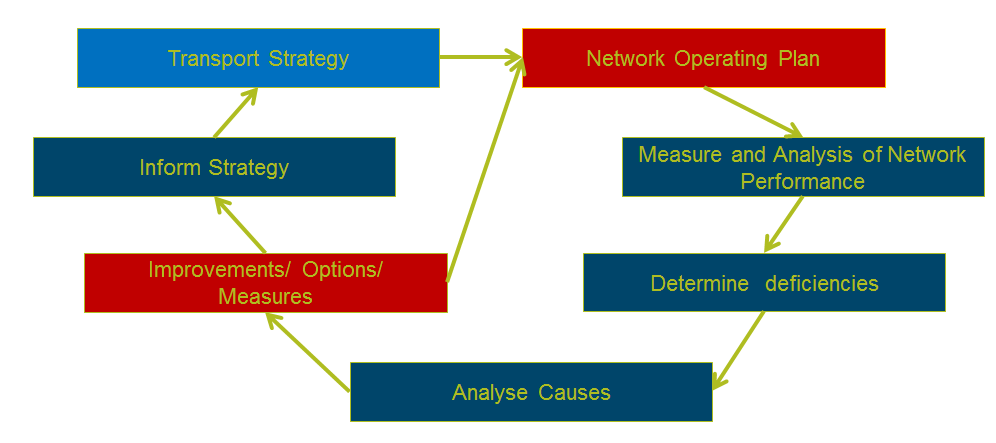 Transport Strategy
Network Operating Plan
Inform Strategy
Measure and Analysis of Network
Performance
Improvements/ Options/
Measures
Determine deficiencies
Analyse Causes